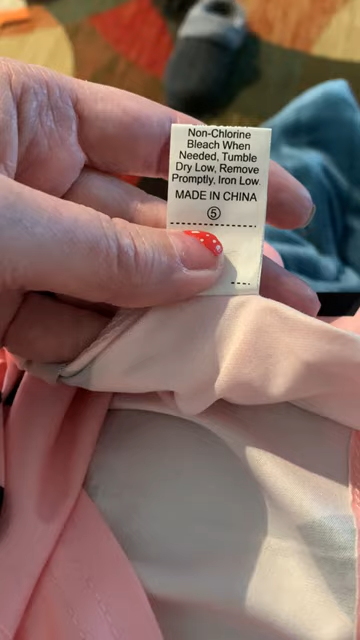 Non-Chlorine
Bleach When
Needed, Tumble
Dry Low, Remove
Promptly, Iron Low.
MADE IN CHINA
⑤